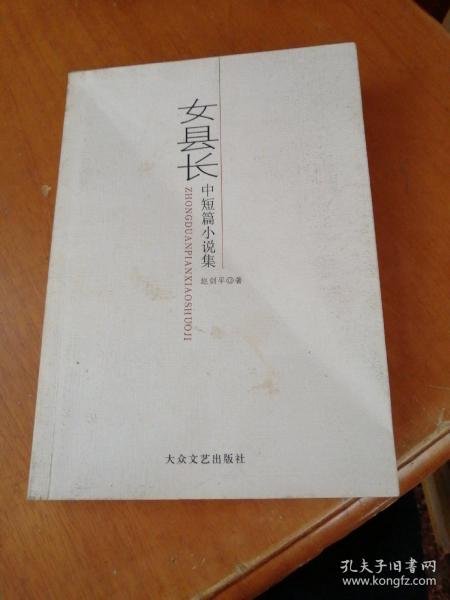 女县长
中短篇小说集
ZHONGDUANPIANXIAOSHUOJI
赵剑平◎著
大众文艺出版社
孔夫子旧书网
www.kongfz.com